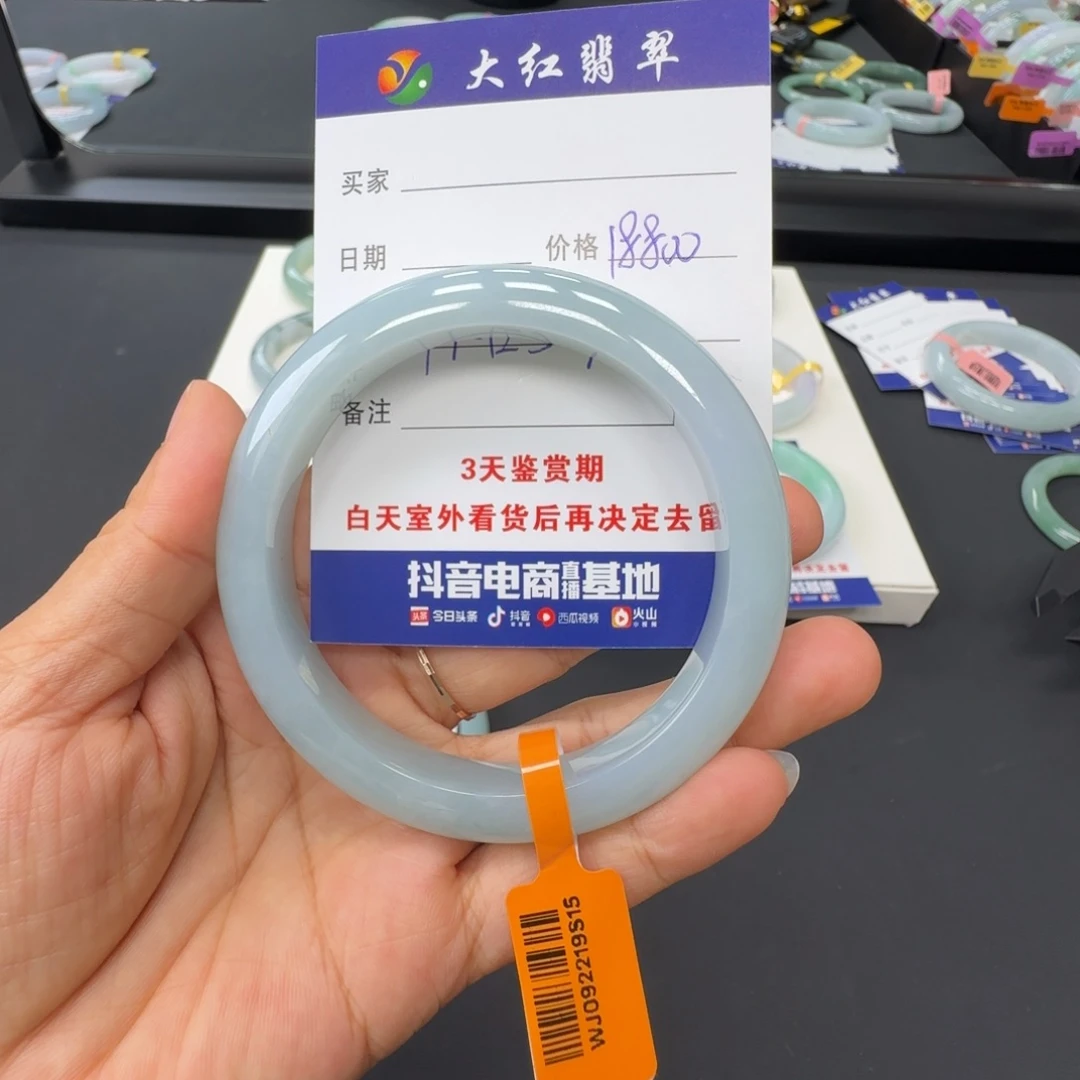 大红翡翠
买家
日期 价格 18800
备注
3天鉴赏期
白天室外看货后再决定去留
抖音电商直播基地
头条 今日头条 抖音 西瓜视频 火山
WJ092219S15